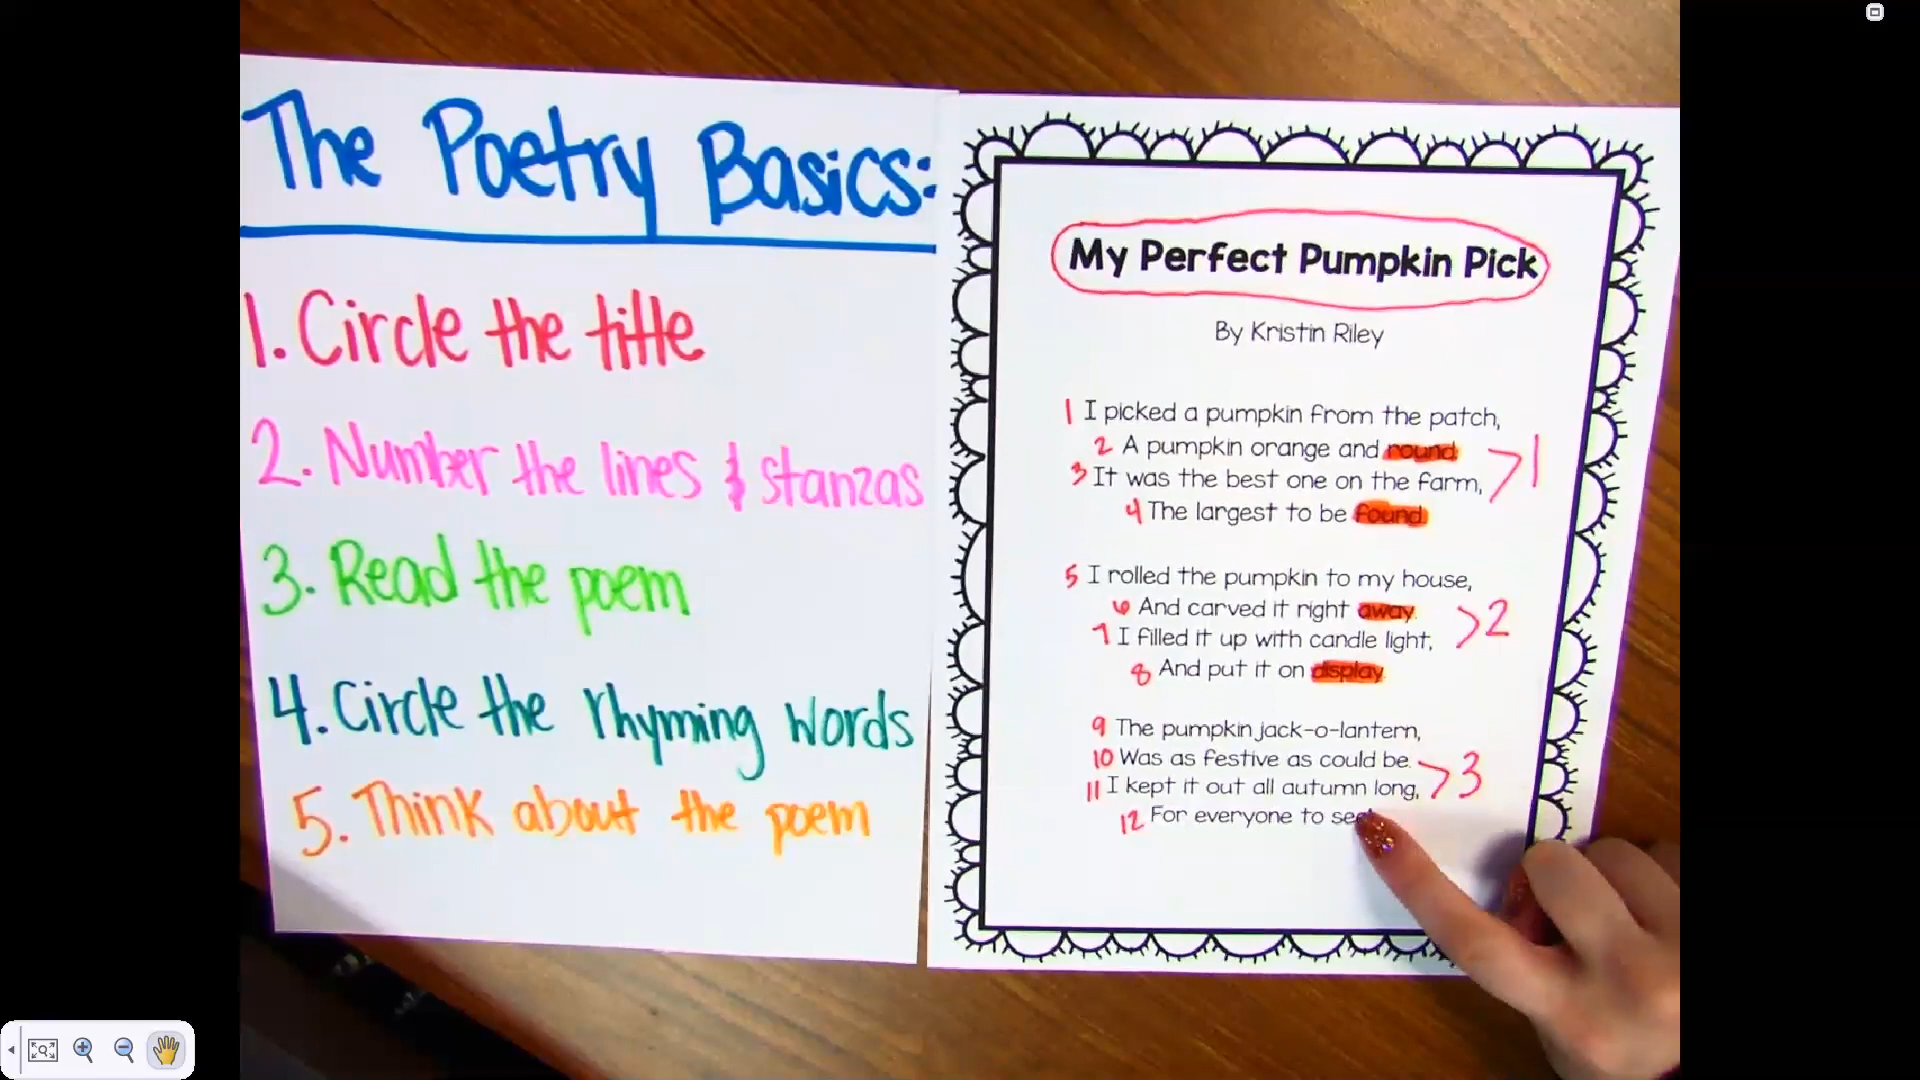 The Poetry Basics:
1. Circle the title
2. Number the lines & stanzas
3. Read the poem
4. Circle the rhyming words
5. Think about the poem
My Perfect Pumpkin Pick
By Kristin Riley
1 I picked a pumpkin from the patch,
2 A pumpkin orange and round.
3 It was the best one on the farm,
4 The largest to be found.
>1
5 I rolled the pumpkin to my house,
6 And carved it right away.
7 I filled it up with candle light,
8 And put it on display.
>2
9 The pumpkin jack-o-lantern,
10 Was as festive as could be.
11 I kept it out all autumn long,
12 For everyone to see
>3